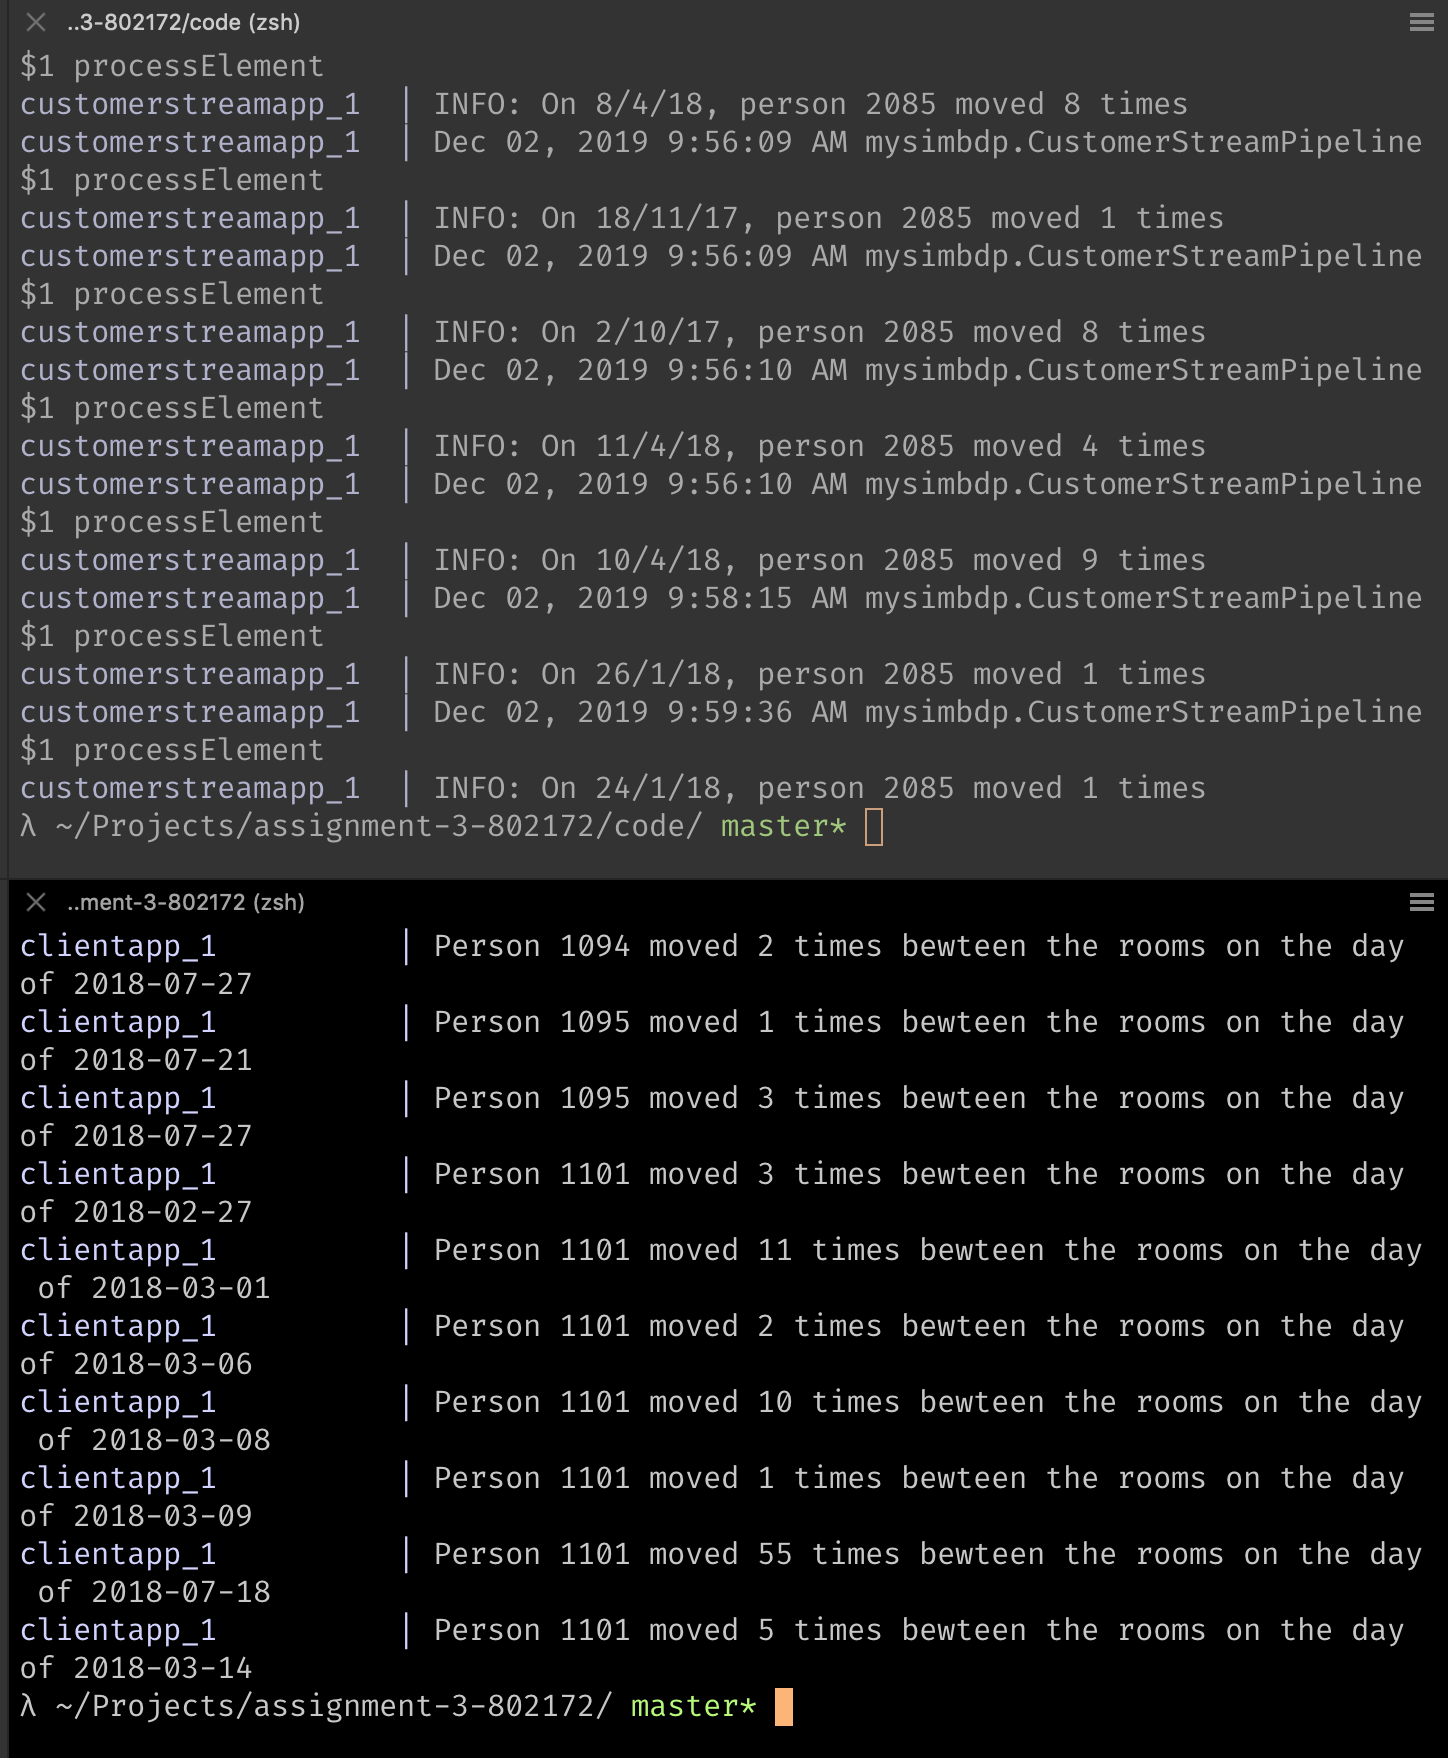 ..3-802172/code (zsh)
$1 processElement
customerstreamapp_1 | INFO: On 8/4/18, person 2085 moved 8 times
customerstreamapp_1 | Dec 02, 2019 9:56:09 AM mysimbdp.CustomerStreamPipeline
$1 processElement
customerstreamapp_1 | INFO: On 18/11/17, person 2085 moved 1 times
customerstreamapp_1 | Dec 02, 2019 9:56:09 AM mysimbdp.CustomerStreamPipeline
$1 processElement
customerstreamapp_1 | INFO: On 2/10/17, person 2085 moved 8 times
customerstreamapp_1 | Dec 02, 2019 9:56:10 AM mysimbdp.CustomerStreamPipeline
$1 processElement
customerstreamapp_1 | INFO: On 11/4/18, person 2085 moved 4 times
customerstreamapp_1 | Dec 02, 2019 9:56:10 AM mysimbdp.CustomerStreamPipeline
$1 processElement
customerstreamapp_1 | INFO: On 10/4/18, person 2085 moved 9 times
customerstreamapp_1 | Dec 02, 2019 9:58:15 AM mysimbdp.CustomerStreamPipeline
$1 processElement
customerstreamapp_1 | INFO: On 26/1/18, person 2085 moved 1 times
customerstreamapp_1 | Dec 02, 2019 9:59:36 AM mysimbdp.CustomerStreamPipeline
$1 processElement
customerstreamapp_1 | INFO: On 24/1/18, person 2085 moved 1 times
λ ~/Projects/assignment-3-802172/code/ master*
..ment-3-802172 (zsh)
clientapp_1 | Person 1094 moved 2 times bewteen the rooms on the day
of 2018-07-27
clientapp_1 | Person 1095 moved 1 times bewteen the rooms on the day
of 2018-07-21
clientapp_1 | Person 1095 moved 3 times bewteen the rooms on the day
of 2018-07-27
clientapp_1 | Person 1101 moved 3 times bewteen the rooms on the day
of 2018-02-27
clientapp_1 | Person 1101 moved 11 times bewteen the rooms on the day
of 2018-03-01
clientapp_1 | Person 1101 moved 2 times bewteen the rooms on the day
of 2018-03-06
clientapp_1 | Person 1101 moved 10 times bewteen the rooms on the day
of 2018-03-08
clientapp_1 | Person 1101 moved 1 times bewteen the rooms on the day
of 2018-03-09
clientapp_1 | Person 1101 moved 55 times bewteen the rooms on the day
of 2018-07-18
clientapp_1 | Person 1101 moved 5 times bewteen the rooms on the day
of 2018-03-14
λ ~/Projects/assignment-3-802172/ master*